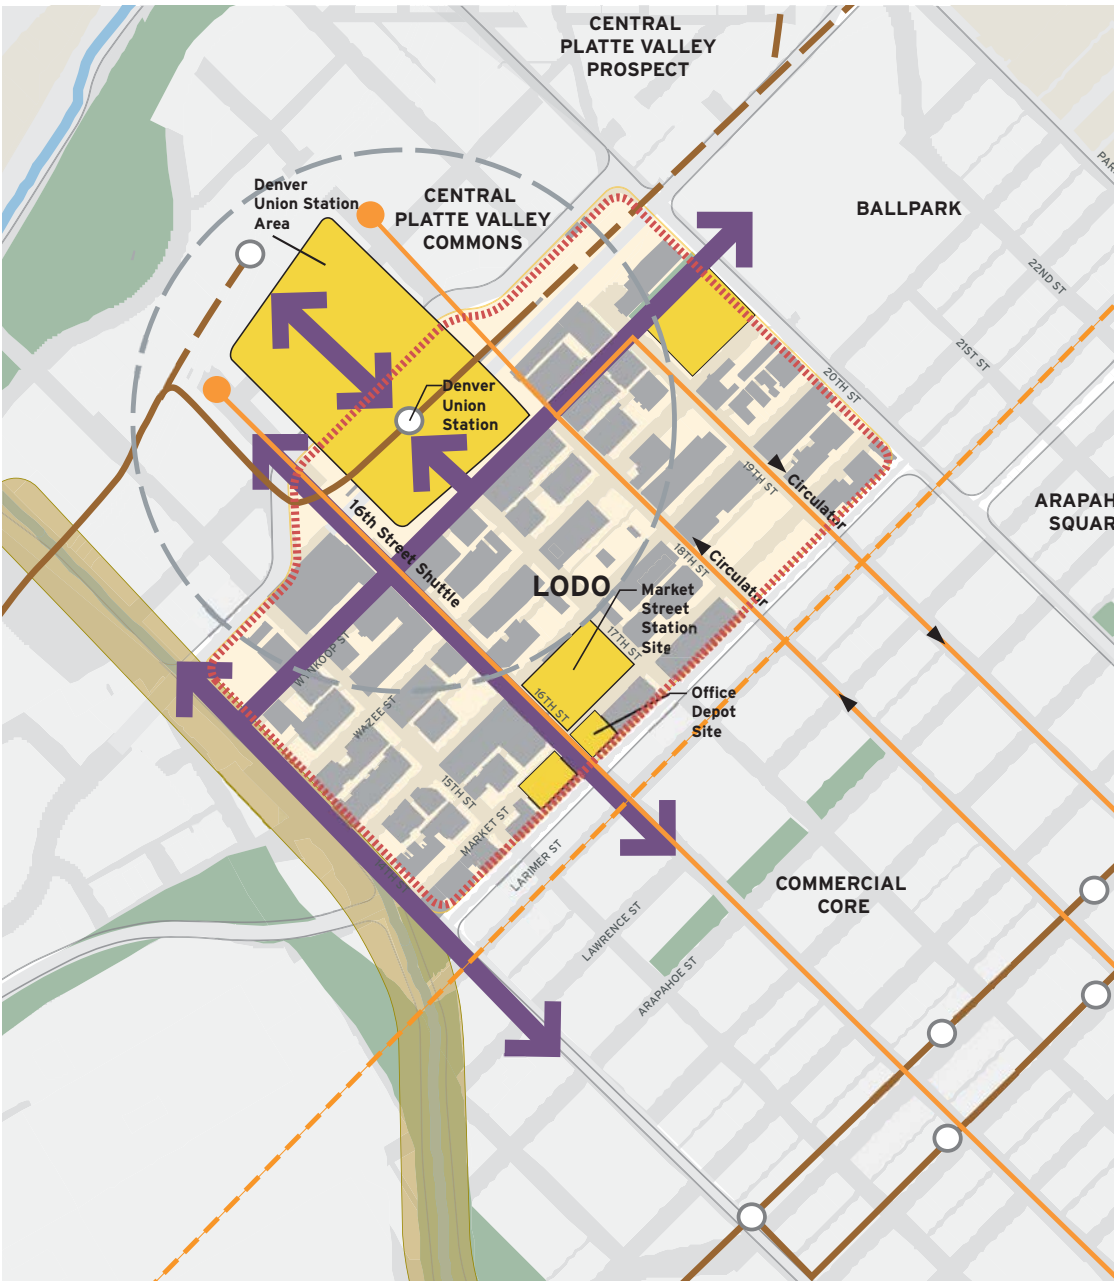 CENTRAL
PLATTE VALLEY
PROSPECT
Denver
Union Station
Area
CENTRAL
PLATTE VALLEY
COMMONS
BALLPARK
22ND ST
21ST ST
20TH ST
Denver
Union
Station
19TH ST
Circulator
ARAPAH
SQUAR
16th Street Shuttle
18TH ST
Circulator
LODO
Market
Street
Station
Site
17TH ST
WYNKOOP ST
WAZEE ST
16TH ST
Office
Depot
Site
15TH ST
MARKET ST
LARIMER ST
COMMERCIAL
CORE
LAWRENCE ST
ARAPAHOE ST